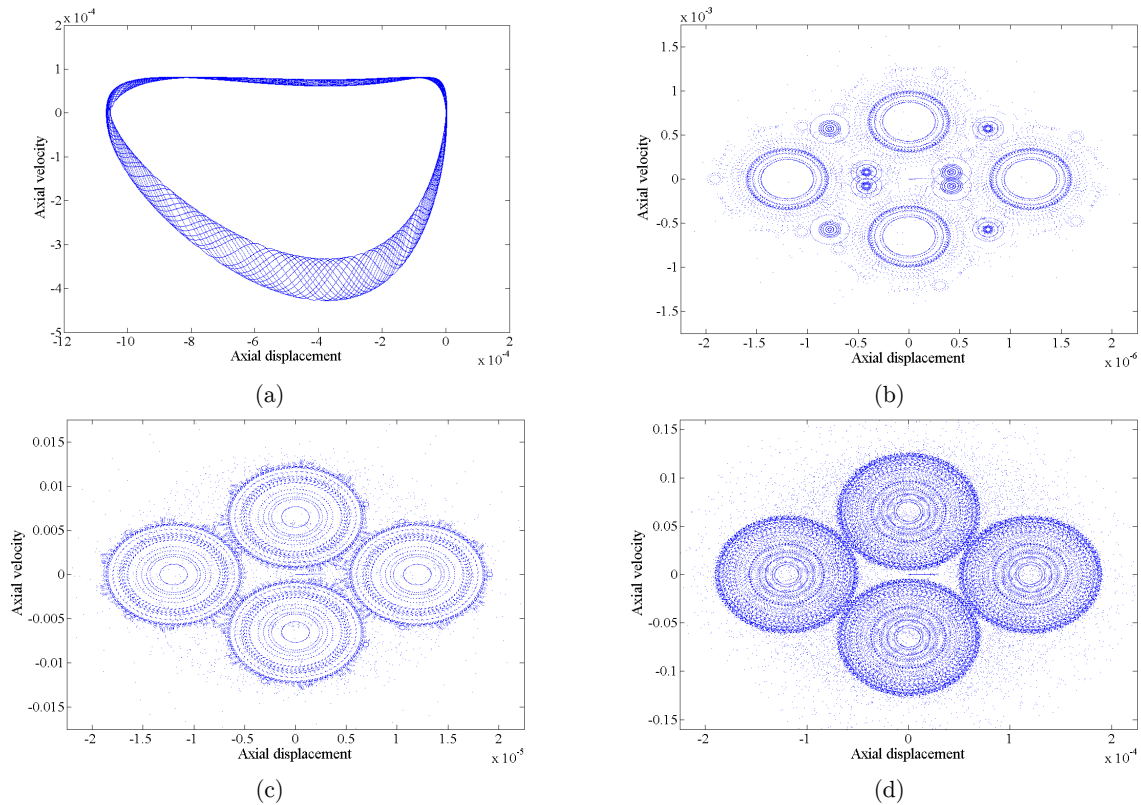 x 10⁻⁴
2
1
0
-1
-2
-3
-4
-5
Axial velocity
-12 -10 -8 -6 -4 -2 0 2
Axial displacement
x 10⁻⁴
(a)
x 10⁻³
1.5
1
0.5
0
-0.5
-1
-1.5
Axial velocity
-2 -1.5 -1 -0.5 0 0.5 1 1.5 2
Axial displacement
x 10⁻⁶
(b)
0.015
0.01
0.005
0
-0.005
-0.01
-0.015
Axial velocity
-2 -1.5 -1 -0.5 0 0.5 1 1.5 2
Axial displacement
x 10⁻⁵
(c)
0.15
0.1
0.05
0
-0.05
-0.1
-0.15
Axial velocity
-2 -1 0 1 2
Axial displacement
x 10⁻⁴
(d)